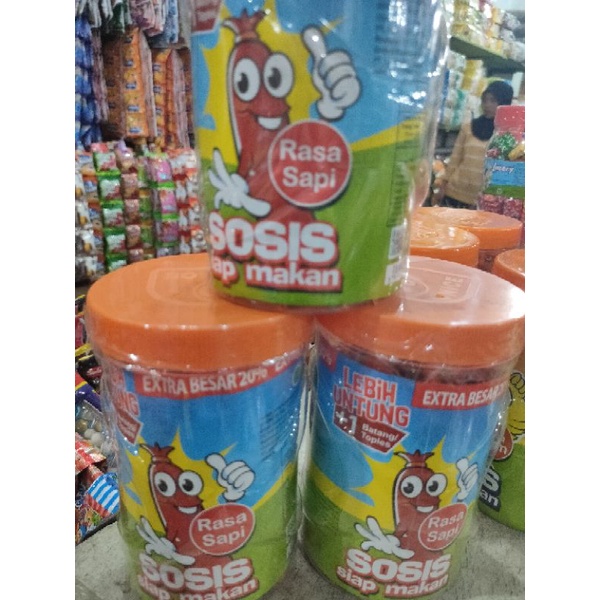 Rasa
Sapi
SOSIS
siap makan
EXTRA BESAR 20%
Rasa
Sapi
SOSIS
siap makan
LEBIH
UNTUNG
Batang/
Toples
EXTRA BESAR
Rasa
Sapi
SOSIS
siap makan